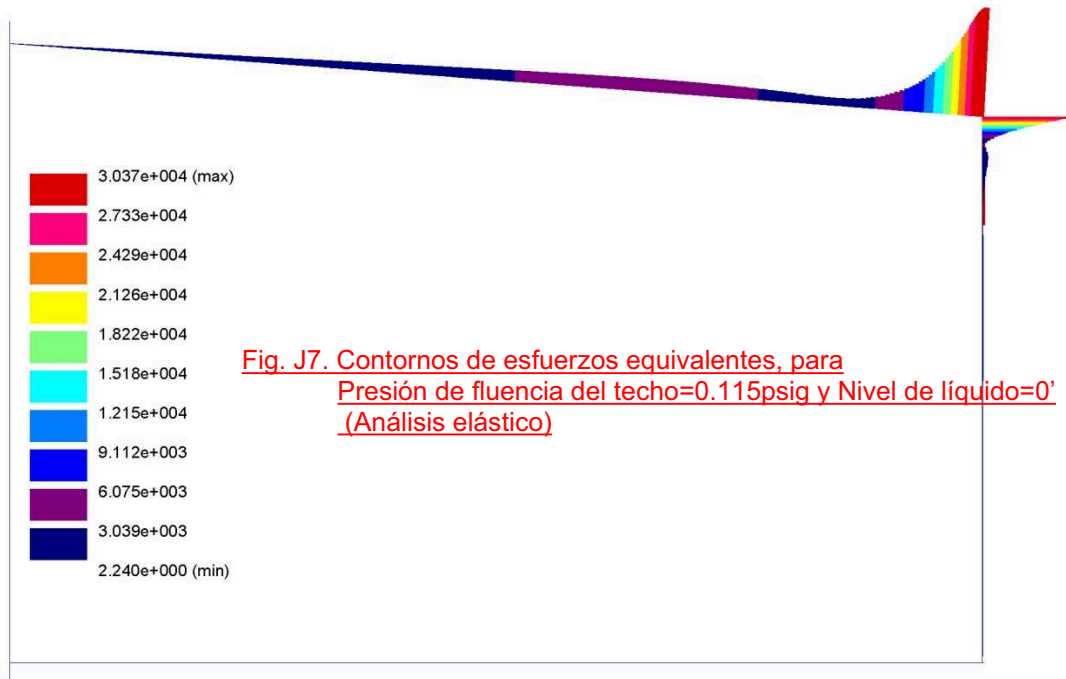 3.037e+004 (max)
2.733e+004
2.429e+004
2.126e+004
1.822e+004
1.518e+004
1.215e+004
9.112e+003
6.075e+003
3.039e+003
2.240e+000 (min)
Fig. J7. Contornos de esfuerzos equivalentes, para
Presión de fluencia del techo=0.115psig y Nivel de líquido=0’
(Análisis elástico)